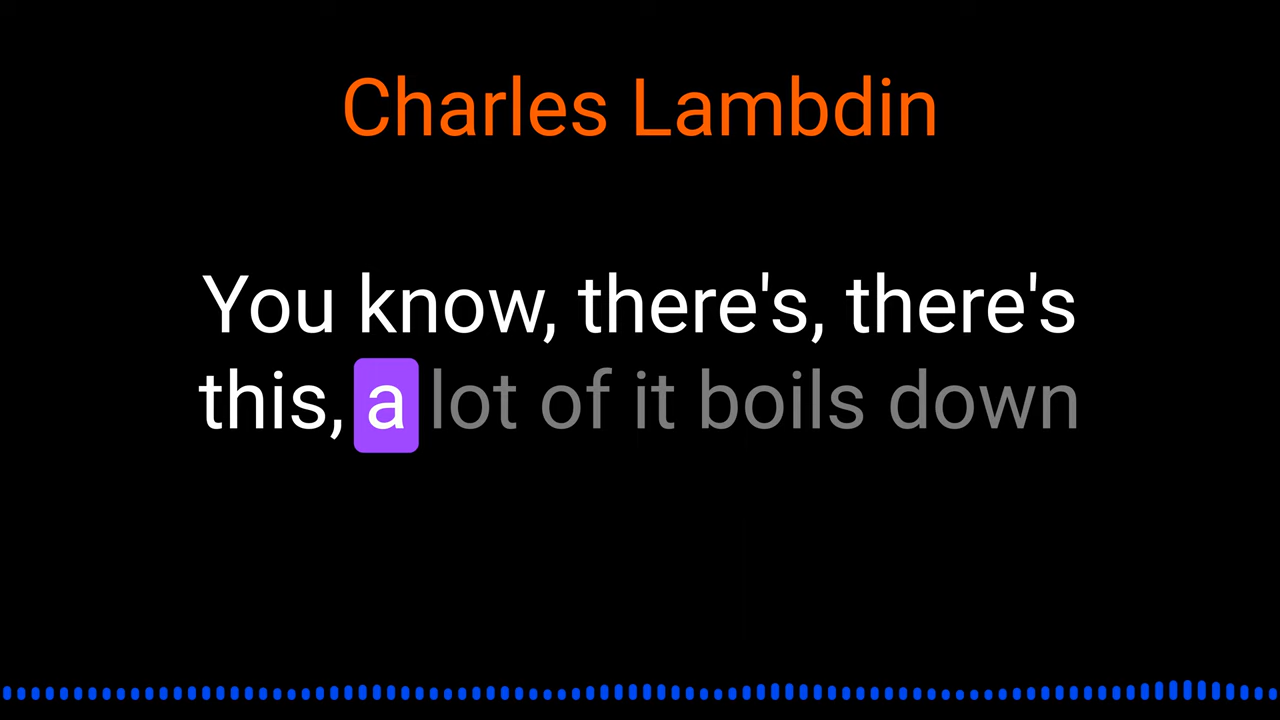 Charles Lambdin
You know, there's, there's
this, a lot of it boils down